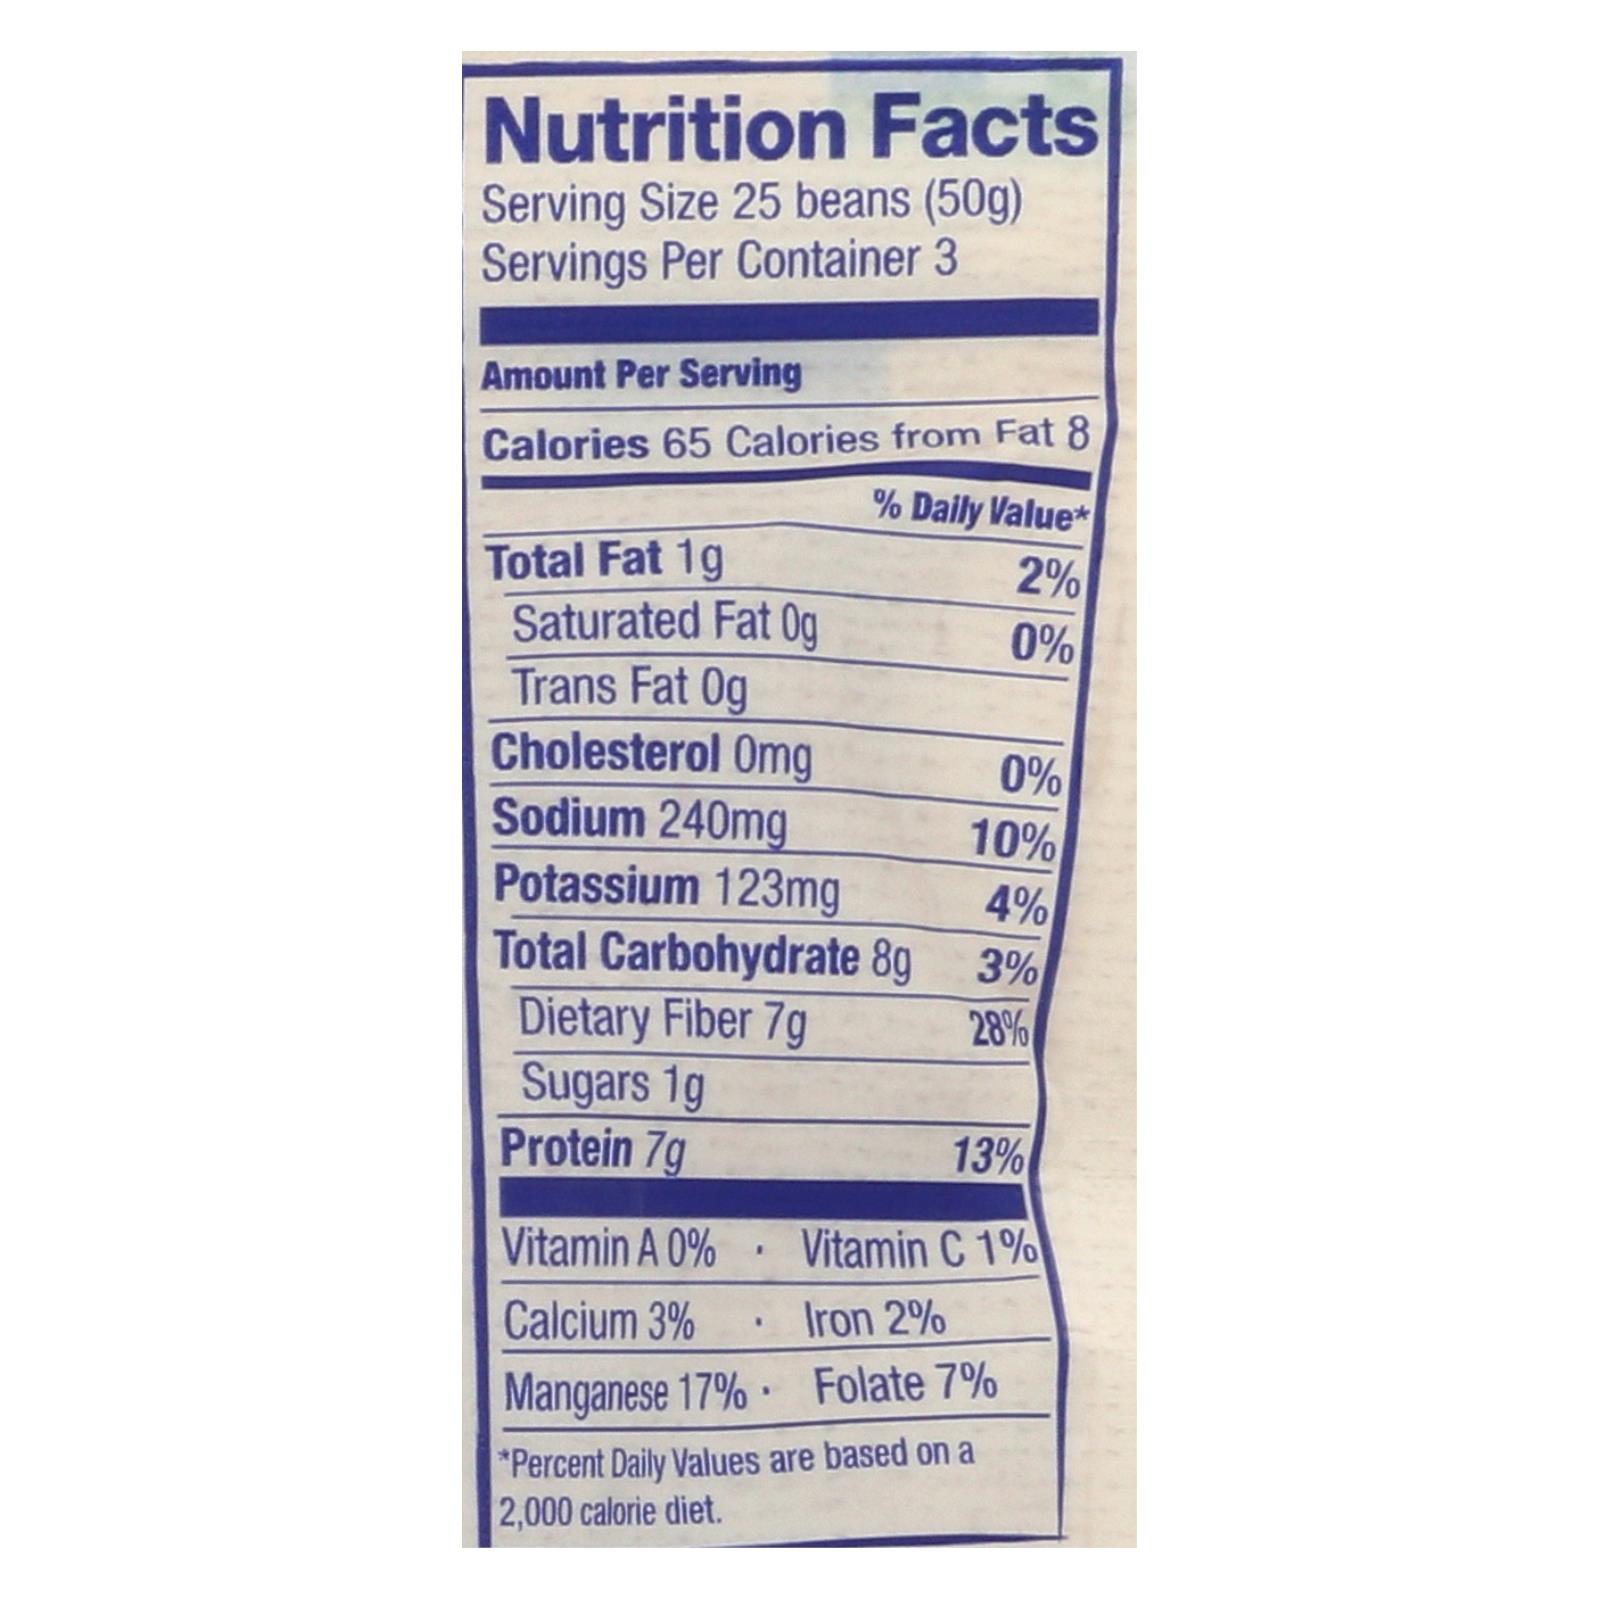 Nutrition Facts
Serving Size 25 beans (50g)
Servings Per Container 3
Amount Per Serving
Calories 65 Calories from Fat 8
% Daily Value*
Total Fat 1g 2%
Saturated Fat 0g 0%
Trans Fat 0g
Cholesterol 0mg 0%
Sodium 240mg 10%
Potassium 123mg 4%
Total Carbohydrate 8g 3%
Dietary Fiber 7g 28%
Sugars 1g
Protein 7g 13%
Vitamin A 0% · Vitamin C 1%
Calcium 3% · Iron 2%
Manganese 17% · Folate 7%
*Percent Daily Values are based on a
2,000 calorie diet.